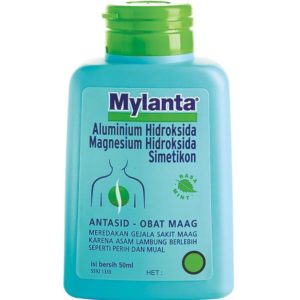 Mylanta®
Aluminium Hidroksida
Magnesium Hidroksida
Simetikon
RASA
MINT
ANTASID - OBAT MAAG
MEREDAKAN GEJALA SAKIT MAAG
KARENA ASAM LAMBUNG BERLEBIH
SEPERTI PERIH DAN MUAL
isi bersih 50ml
HET :